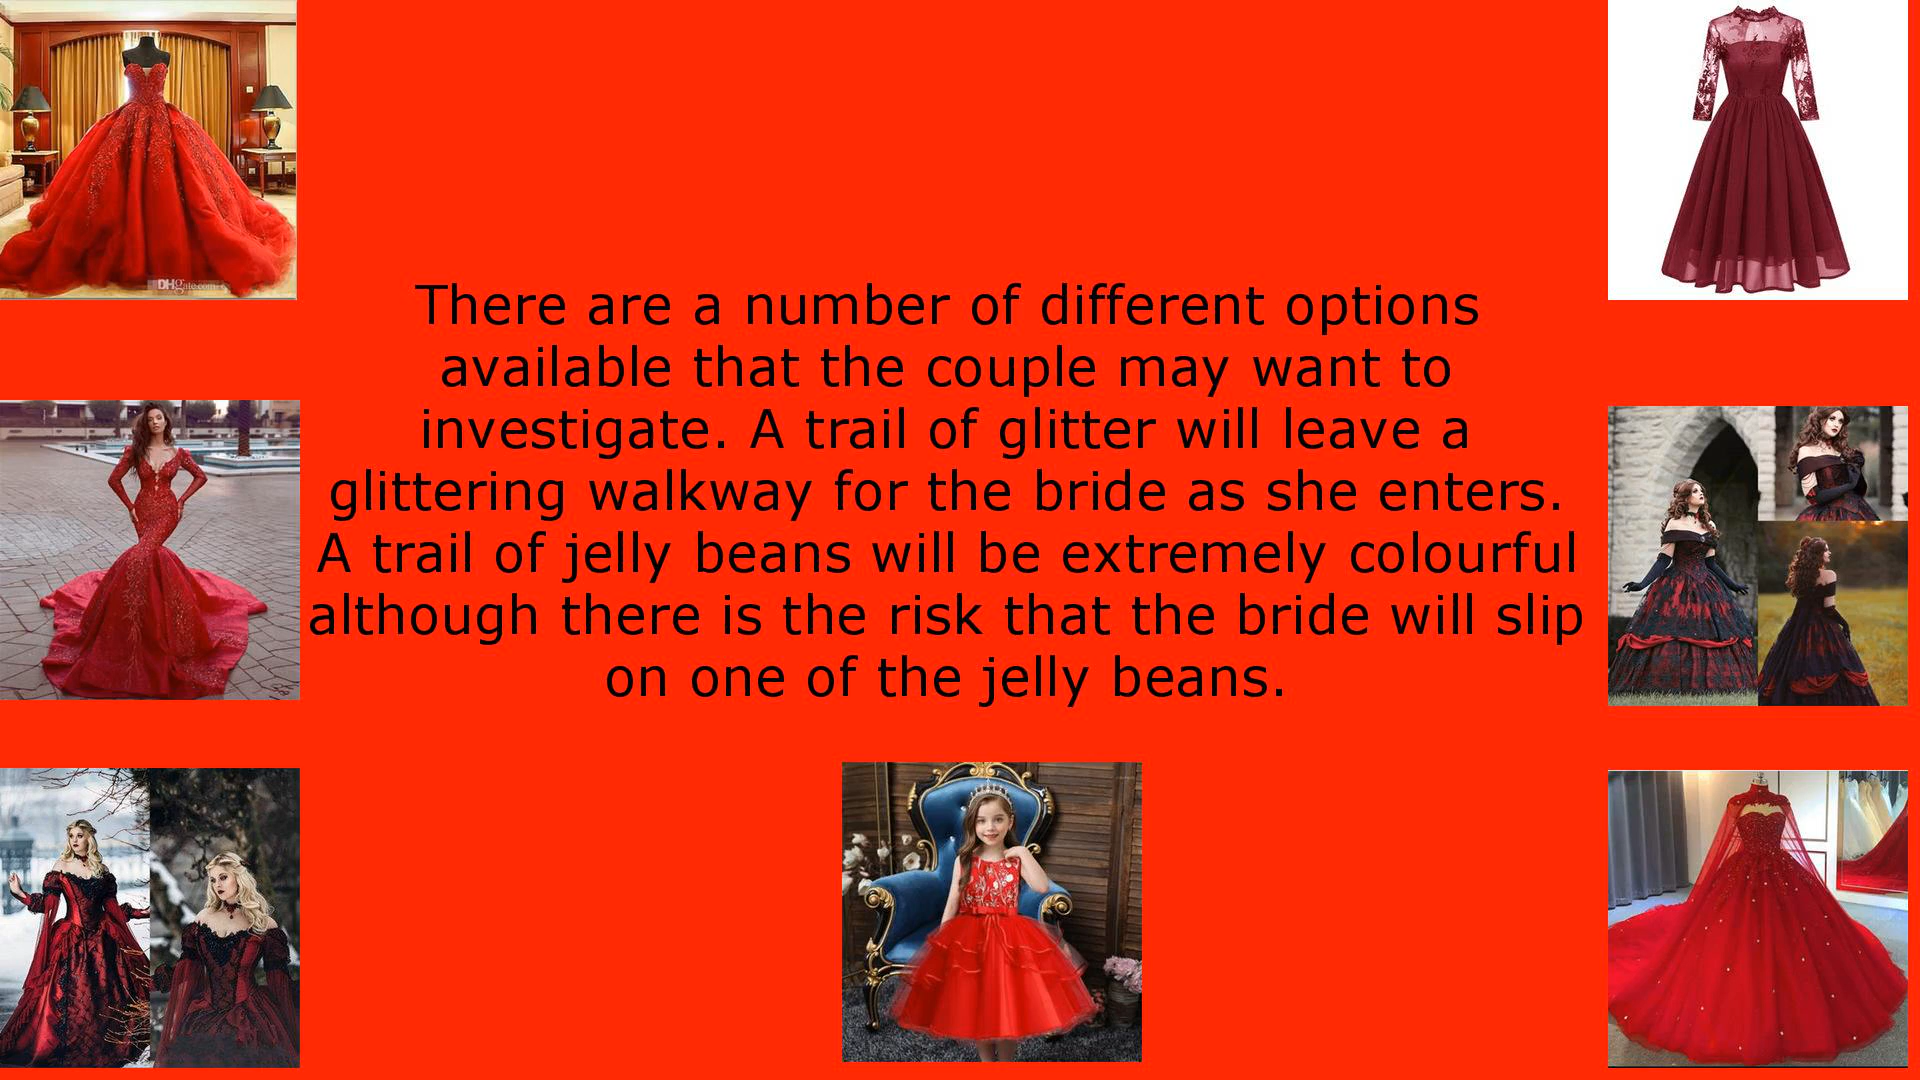 There are a number of different options
available that the couple may want to
investigate. A trail of glitter will leave a
glittering walkway for the bride as she enters.
A trail of jelly beans will be extremely colourful
although there is the risk that the bride will slip
on one of the jelly beans.
DHgate.com